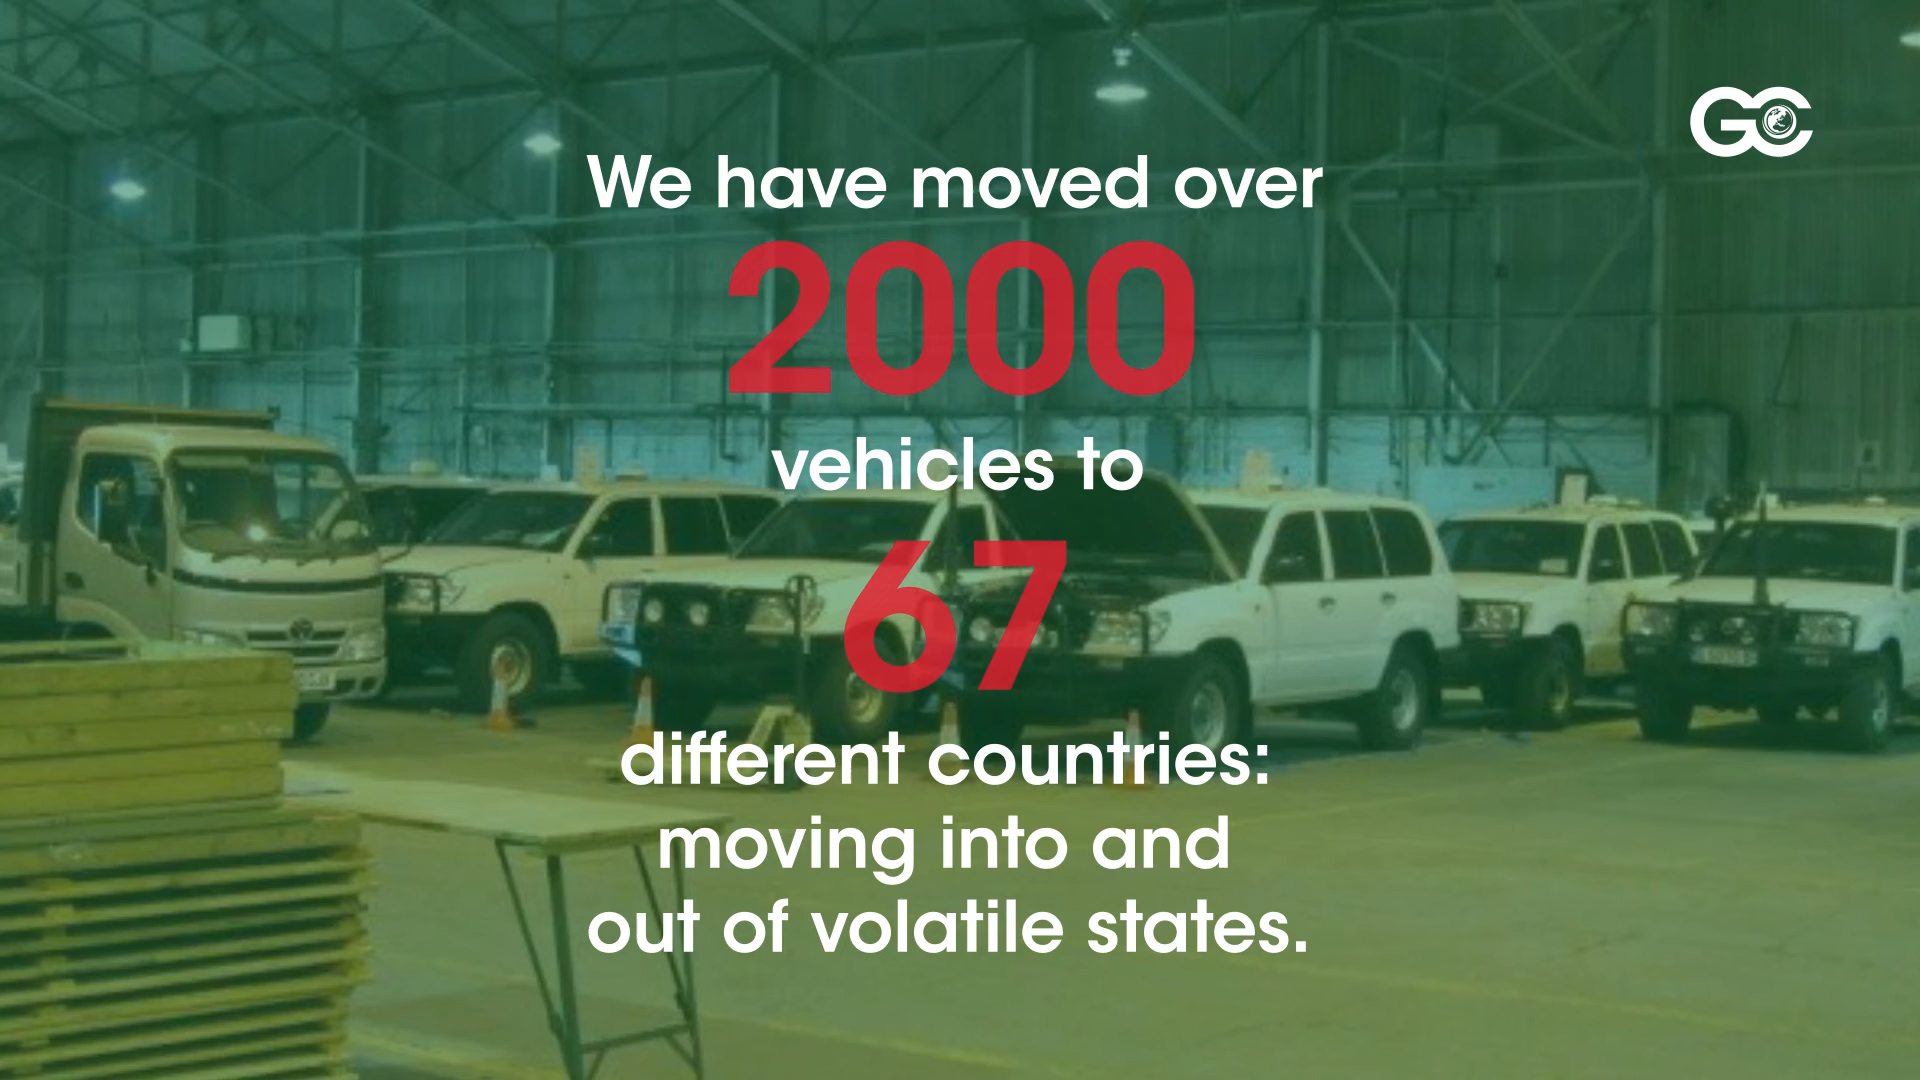 GC
We have moved over
2000
vehicles to
67
different countries:
moving into and
out of volatile states.